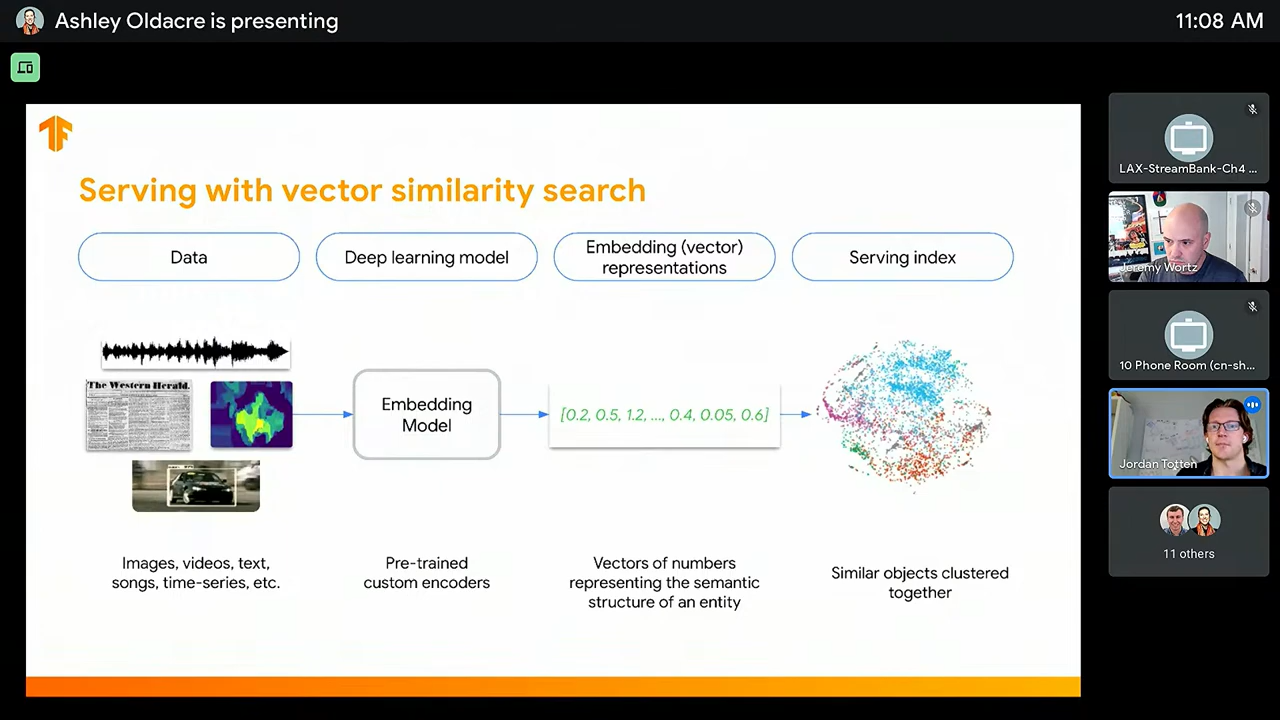 Ashley Oldacre is presenting
11:08 AM
Serving with vector similarity search
Data
Deep learning model
Embedding (vector)
representations
Serving index
The Western Herald.
Embedding
Model
[0.2, 0.5, 1.2, ..., 0.4, 0.05, 0.6]
Images, videos, text,
songs, time-series, etc.
Pre-trained
custom encoders
Vectors of numbers
representing the semantic
structure of an entity
Similar objects clustered
together
LAX-StreamBank-Ch4 ...
Jeremy Wortz
10 Phone Room (cn-sh...
Jordan Totten
11 others